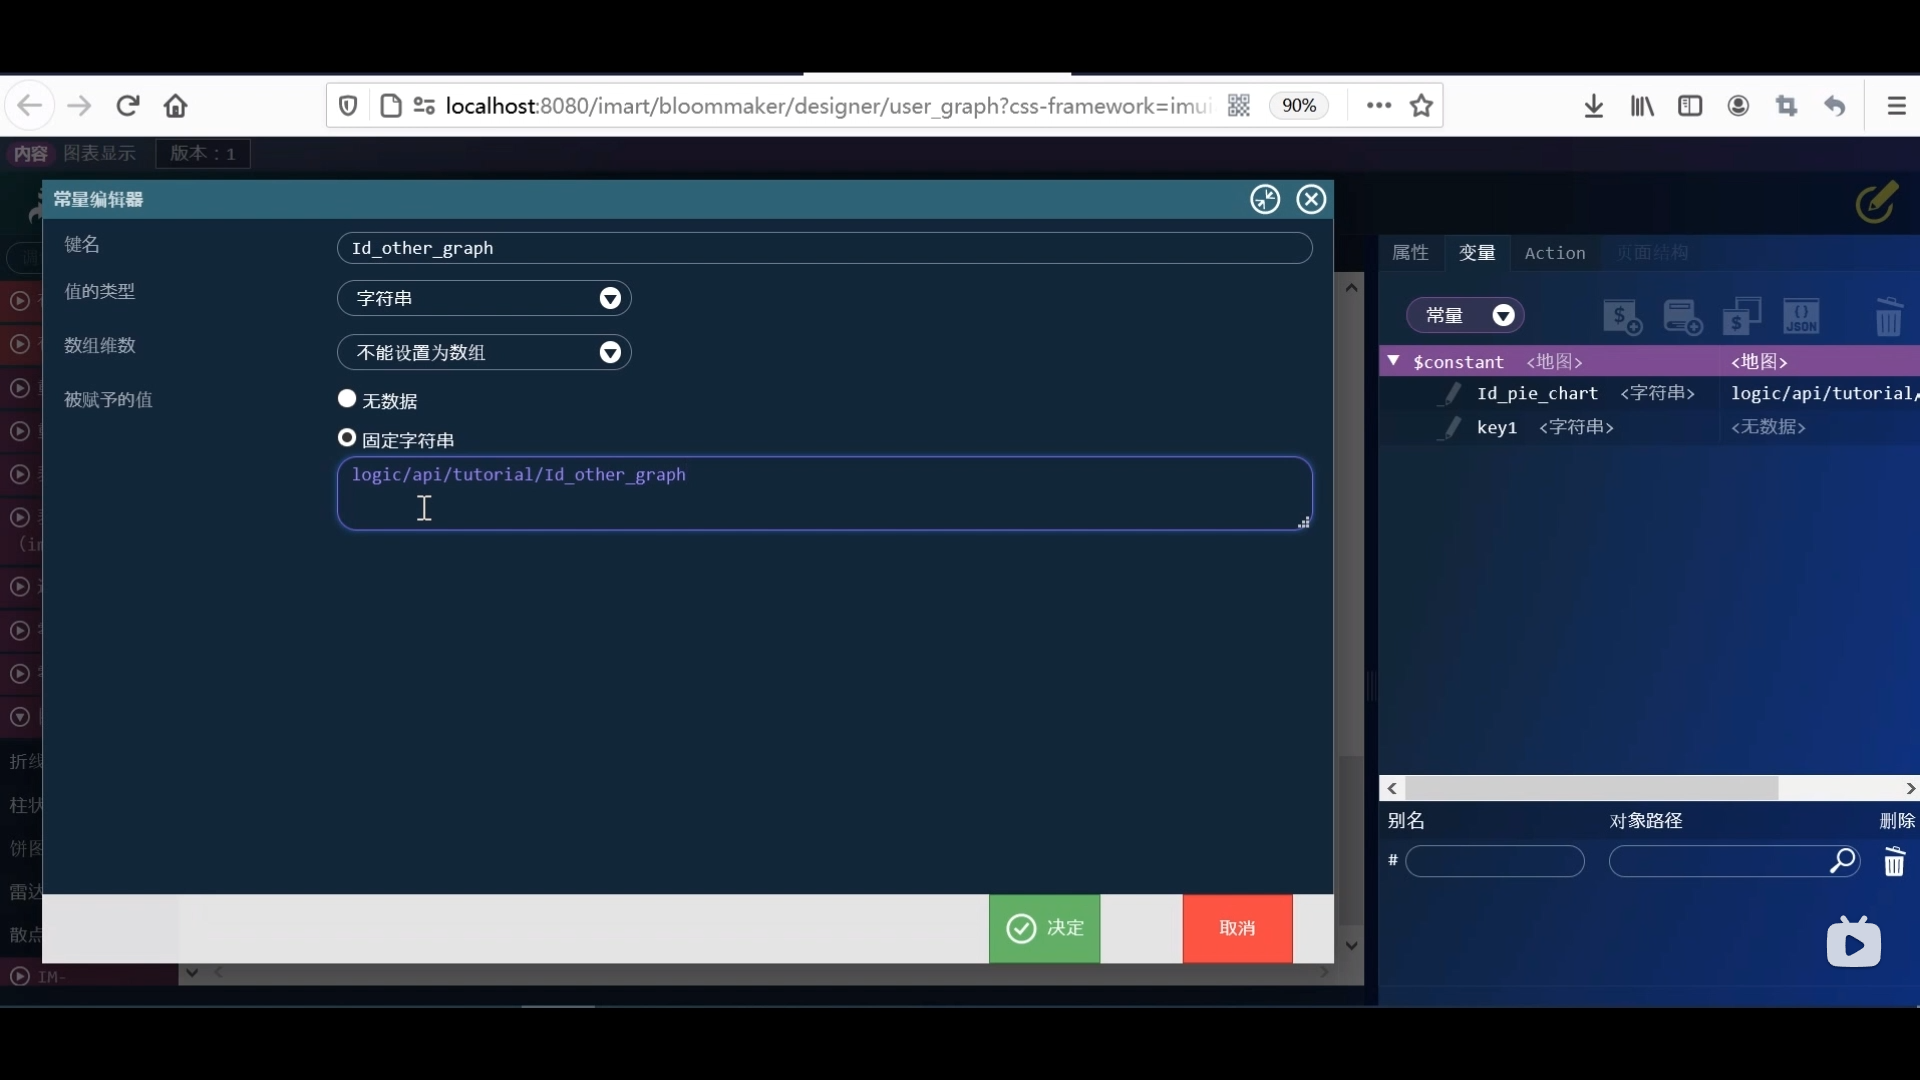 localhost:8080/imart/bloommaker/designer/user_graph?css-framework=imui
90%
内容 图表显示 版本：1
常量编辑器
键名 Id_other_graph
值的类型 字符串
数组维数 不能设置为数组
被赋予的值 无数据
固定字符串
logic/api/tutorial/Id_other_graph
决定 取消
属性 变量 Action 页面结构
常量
JSON
$constant <地图> <地图>
Id_pie_chart <字符串> logic/api/tutorial/
key1 <字符串> <无数据>
别名 对象路径 删除
#
折线
柱状
饼图
雷达
散点
IM-